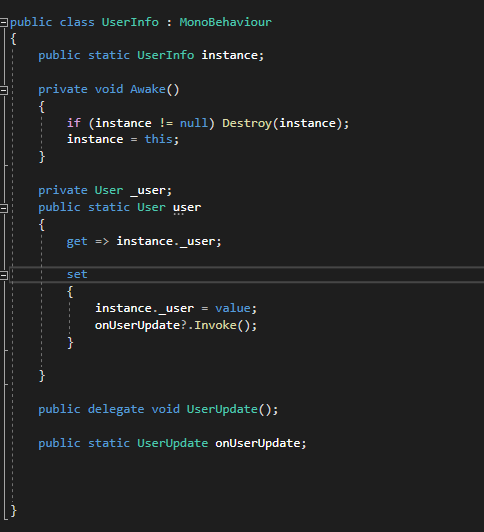 public class UserInfo : MonoBehaviour
{
    public static UserInfo instance;

    private void Awake()
    {
        if (instance != null) Destroy(instance);
        instance = this;
    }

    private User _user;
    public static User user
    {
        get => instance._user;

        set
        {
            instance._user = value;
            onUserUpdate?.Invoke();
        }

    }

    public delegate void UserUpdate();

    public static UserUpdate onUserUpdate;

}